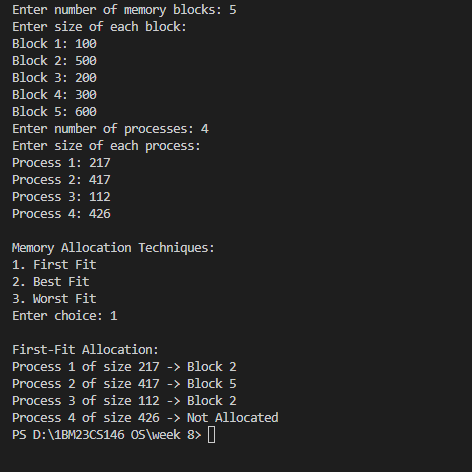 Enter number of memory blocks: 5
Enter size of each block:
Block 1: 100
Block 2: 500
Block 3: 200
Block 4: 300
Block 5: 600
Enter number of processes: 4
Enter size of each process:
Process 1: 217
Process 2: 417
Process 3: 112
Process 4: 426
Memory Allocation Techniques:
1. First Fit
2. Best Fit
3. Worst Fit
Enter choice: 1
First-Fit Allocation:
Process 1 of size 217 -> Block 2
Process 2 of size 417 -> Block 5
Process 3 of size 112 -> Block 2
Process 4 of size 426 -> Not Allocated
PS D:\1BM23CS146 OS\week 8>